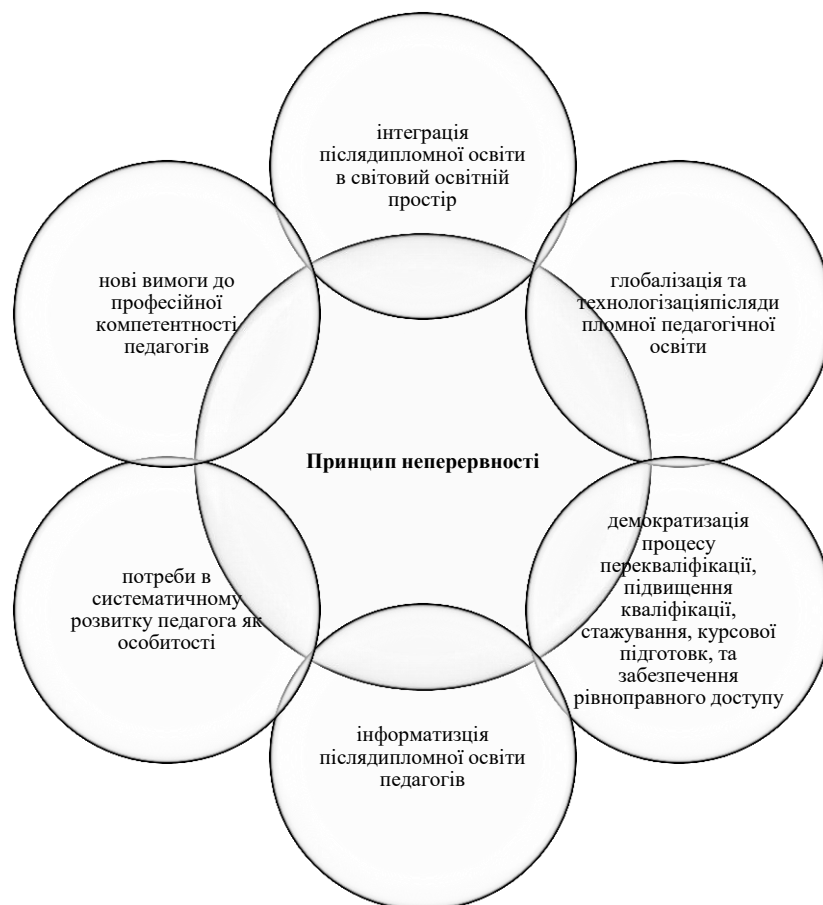 інтеграція
післядипломної освіти
в світовий освітній
простір
глобалізація та
технологізаціяпісляди
пломної педагогічної
освіти
демократизація
процесу
перекваліфікації,
підвищення
кваліфікації,
стажування, курсової
підготовк, та
забезпечення
рівноправного доступу
інформатизція
післядипломної освіти
педагогів
потреби в
систематичному
розвитку педагога як
особитості
нові вимоги до
професійної
компетентності
педагогів
Принцип неперервності